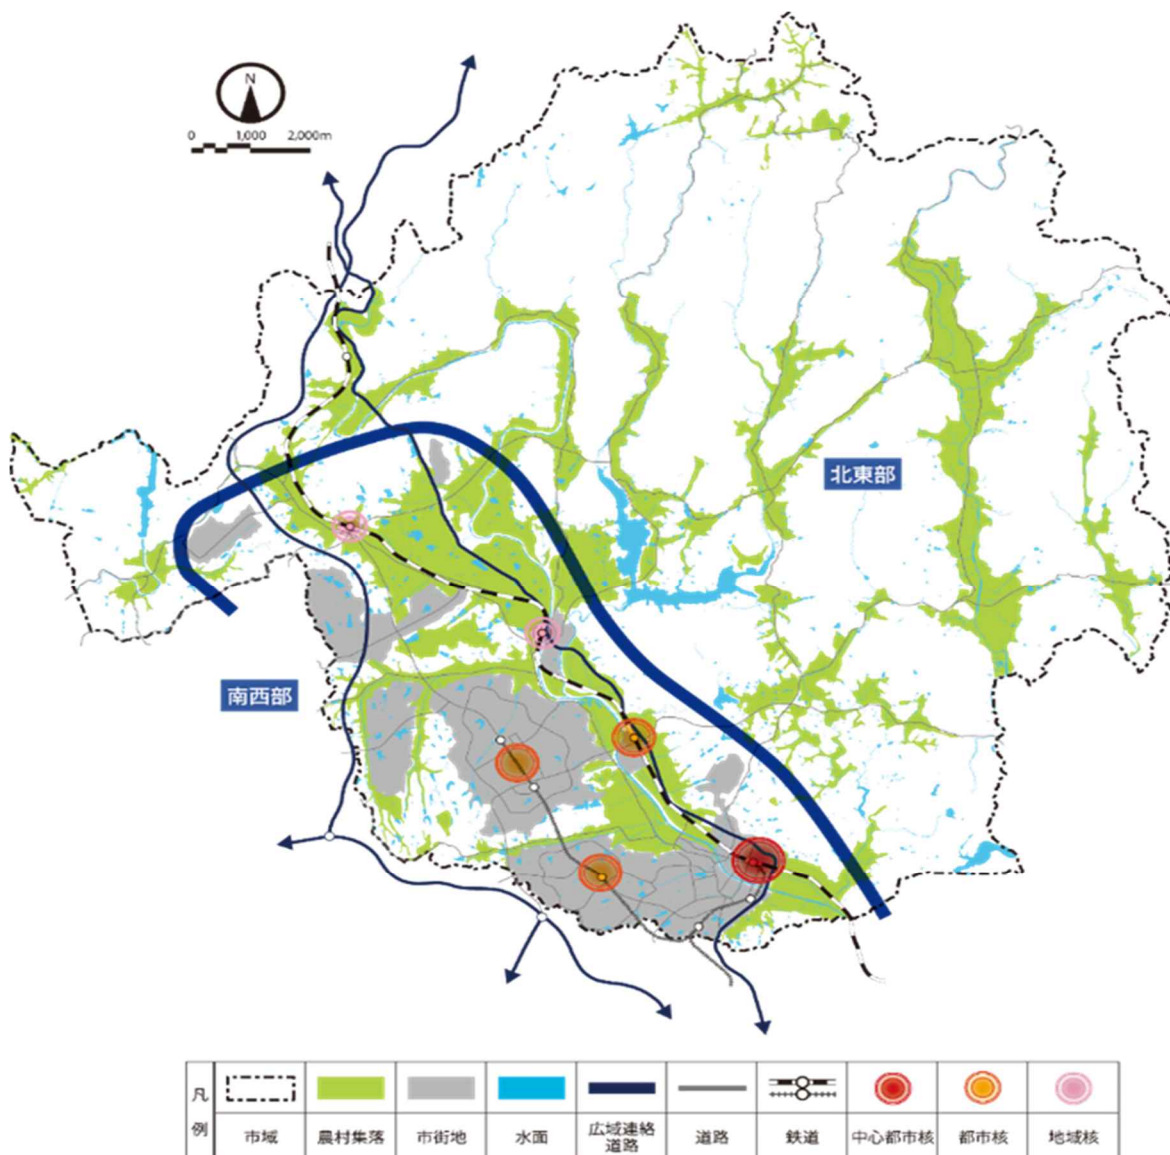 N
0 1,000 2,000m
北東部
南西部
凡例
市域
農村集落
市街地
水面
広域連絡
道路
道路
鉄道
中心都市核
都市核
地域核